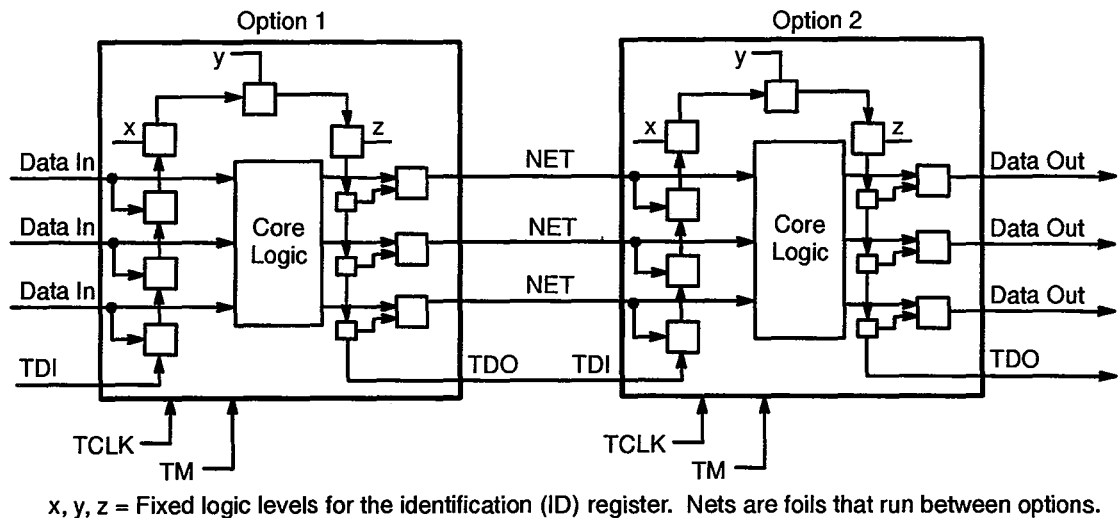 Option 1
Option 2
y
y
x
z
x
z
Data In
NET
Data Out
Data In
Core
Logic
NET
Core
Logic
Data Out
Data In
NET
Data Out
TDI
TDO
TDI
TDO
TCLK
TCLK
TM
TM
x, y, z = Fixed logic levels for the identification (ID) register. Nets are foils that run between options.